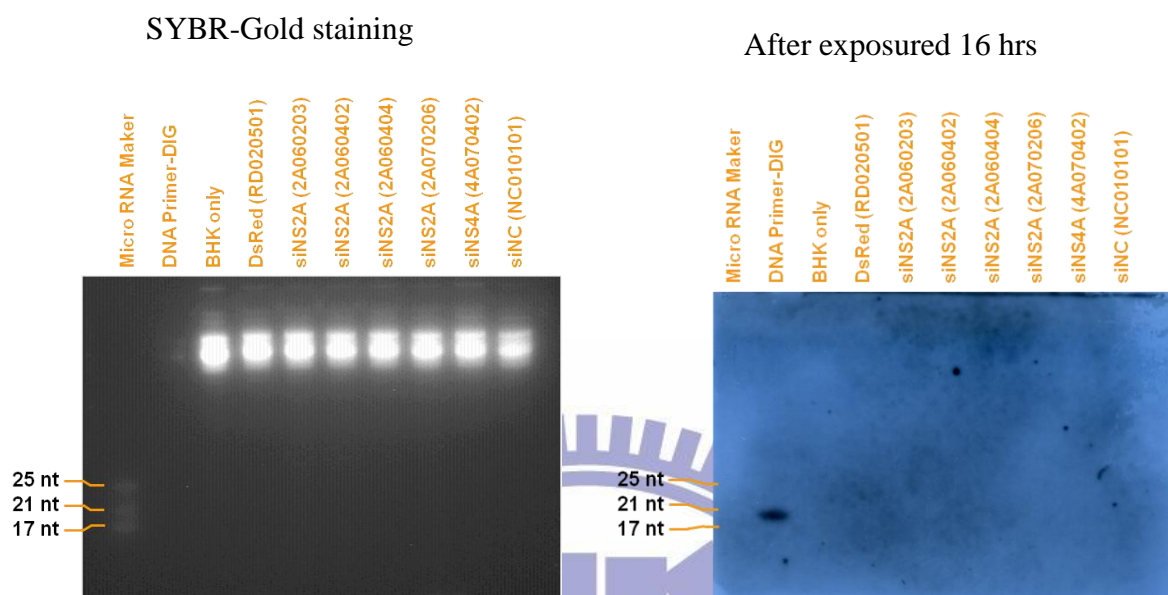 SYBR-Gold staining
Micro RNA Maker
DNA Primer-DIG
BHK only
DsRed (RD020501)
siNS2A (2A060203)
siNS2A (2A060402)
siNS2A (2A060404)
siNS2A (2A070206)
siNS4A (4A070402)
siNC (NC010101)
25 nt
21 nt
17 nt
After exposured 16 hrs
Micro RNA Maker
DNA Primer-DIG
BHK only
DsRed (RD020501)
siNS2A (2A060203)
siNS2A (2A060402)
siNS2A (2A060404)
siNS2A (2A070206)
siNS4A (4A070402)
siNC (NC010101)
25 nt
21 nt
17 nt